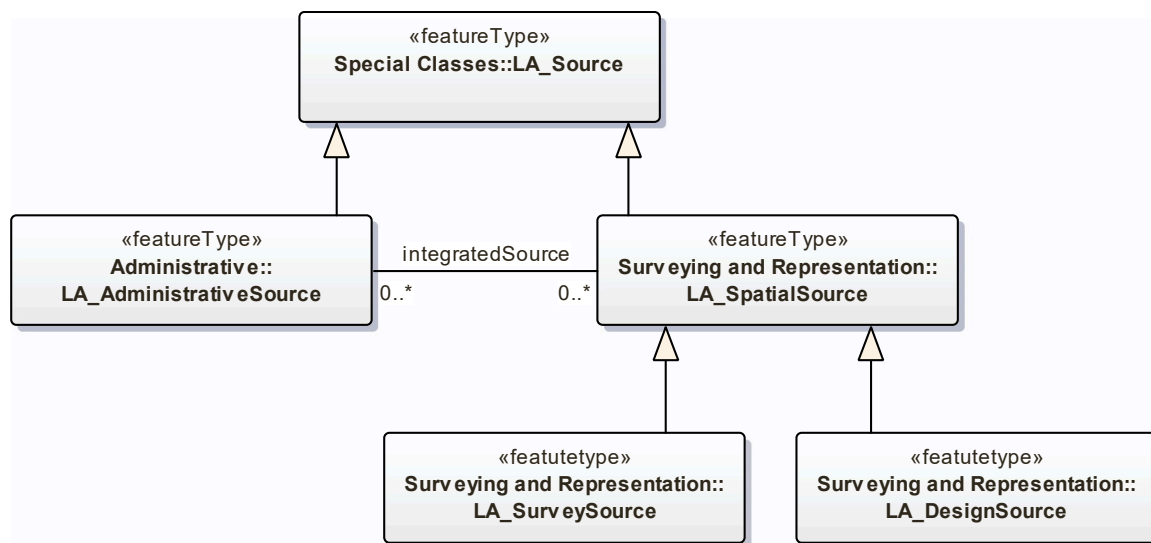 «featureType»
Special Classes::LA_Source
«featureType»
Administrative::
LA_AdministrativeSource
integratedSource
0..*
0..*
«featureType»
Surveying and Representation::
LA_SpatialSource
«featutetype»
Surveying and Representation::
LA_SurveySource
«featutetype»
Surveying and Representation::
LA_DesignSource